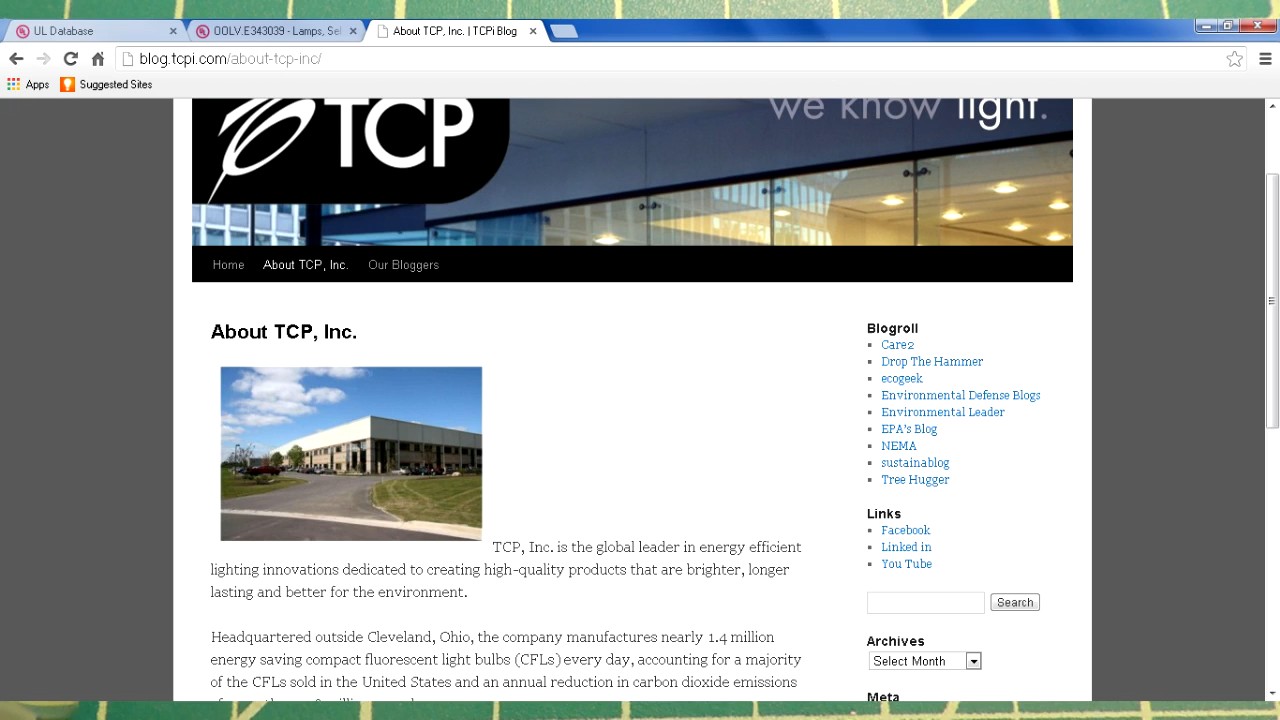 UL Database
OOLV.E343039 - Lamps, Sel
About TCP, Inc. | TCPi Blog
blog.tcpi.com/about-tcp-inc/
Apps
Suggested Sites
TCP
we know light.
Home
About TCP, Inc.
Our Bloggers
About TCP, Inc.
TCP, Inc. is the global leader in energy efficient
lighting innovations dedicated to creating high-quality products that are brighter, longer
lasting and better for the environment.
Headquartered outside Cleveland, Ohio, the company manufactures nearly 1.4 million
energy saving compact fluorescent light bulbs (CFLs) every day, accounting for a majority
of the CFLs sold in the United States and an annual reduction in carbon dioxide emissions
Blogroll
Care2
Drop The Hammer
ecogeek
Environmental Defense Blogs
Environmental Leader
EPA's Blog
NEMA
sustainablog
Tree Hugger
Links
Facebook
Linked in
You Tube
Search
Archives
Select Month
Meta